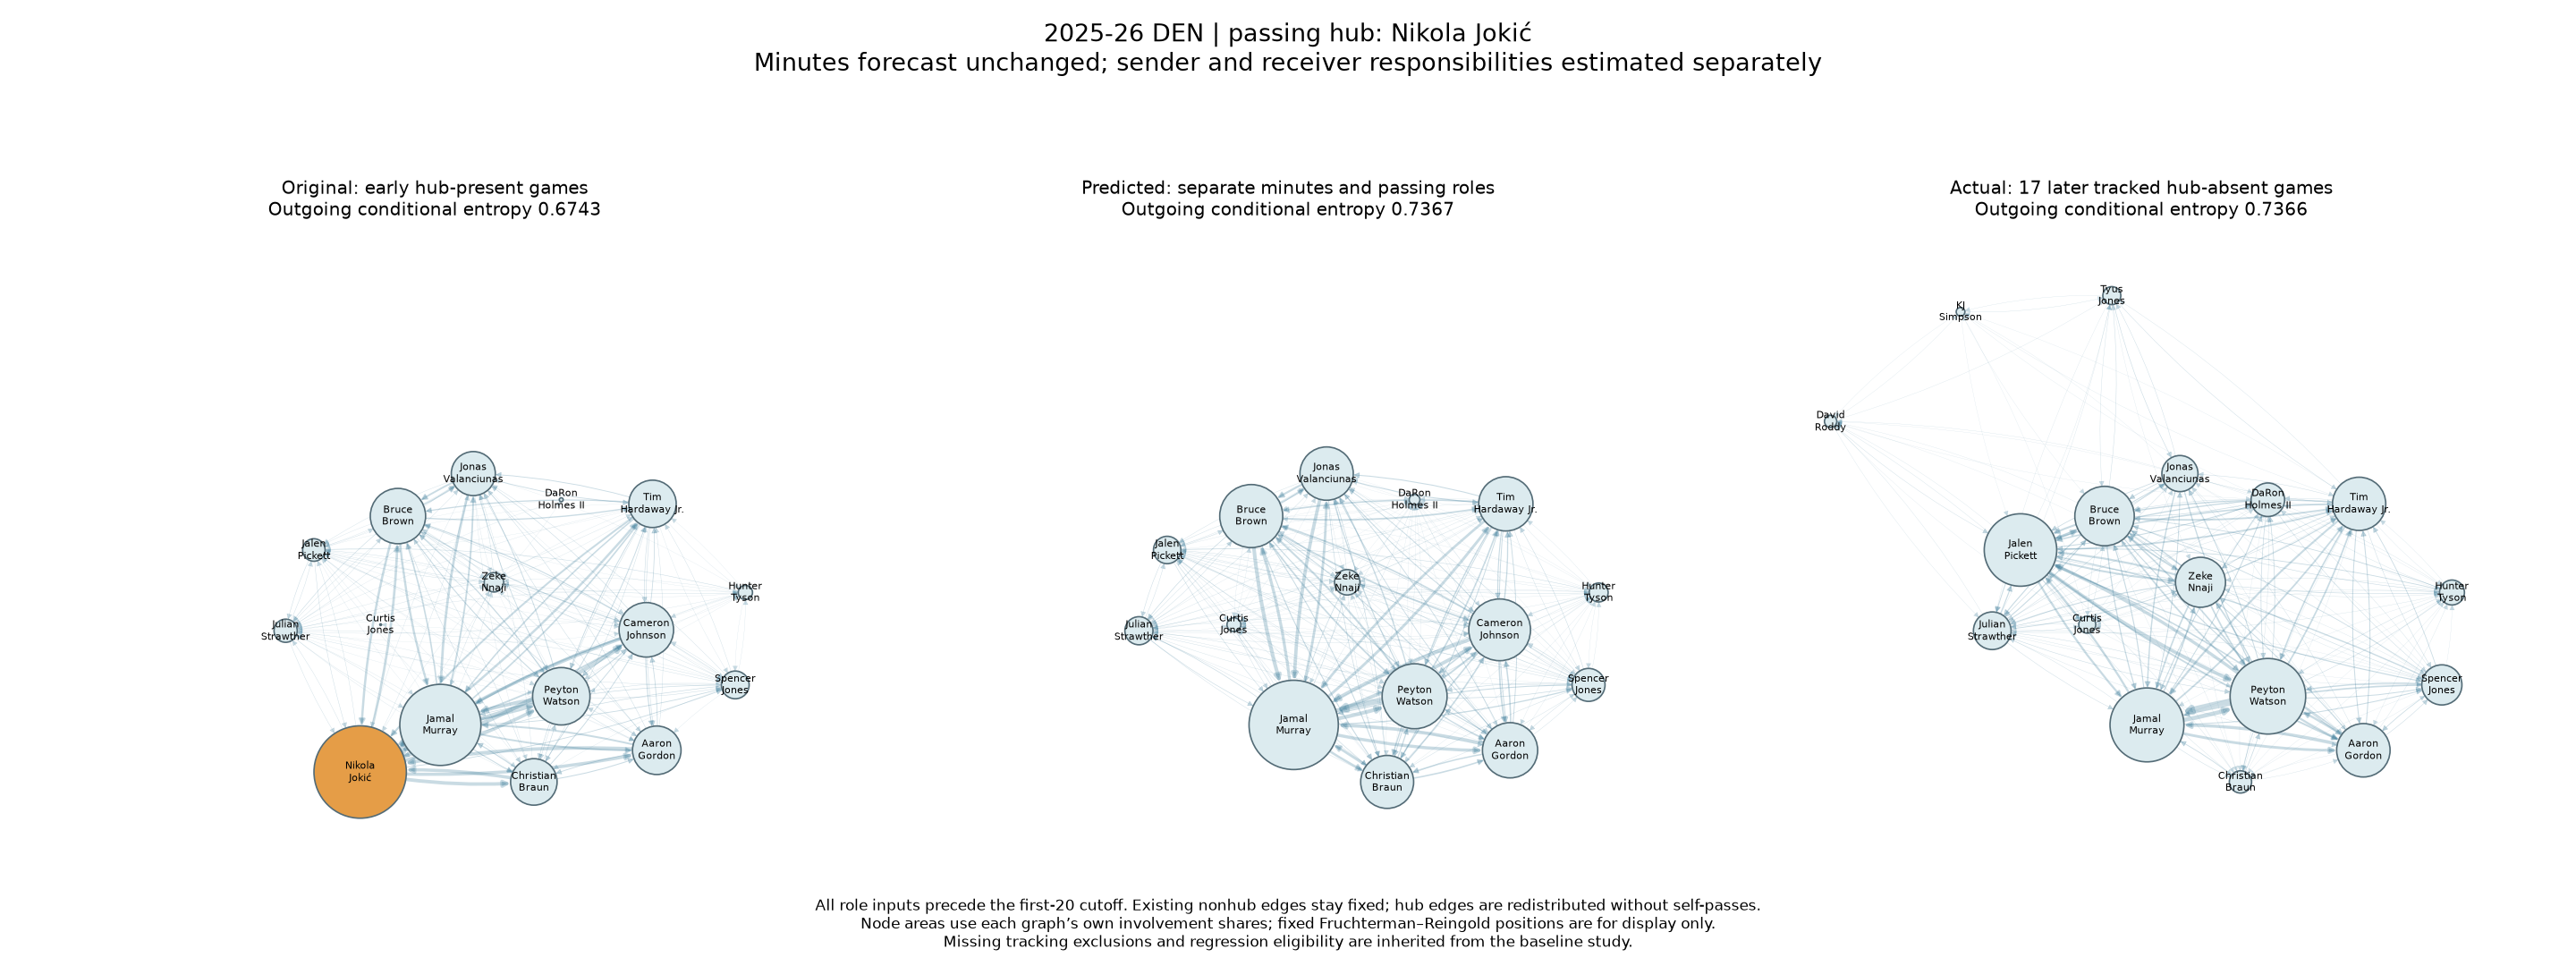 2025-26 DEN | passing hub: Nikola Jokić
Minutes forecast unchanged; sender and receiver responsibilities estimated separately
Original: early hub-present games
Outgoing conditional entropy 0.6743
Jonas
Valanciunas
DaRon
Holmes II
Tim
Hardaway Jr.
Bruce
Brown
Jalen
Pickett
Zeke
Nnaji
Hunter
Tyson
Julian
Strawther
Curtis
Jones
Cameron
Johnson
Spencer
Jones
Peyton
Watson
Jamal
Murray
Aaron
Gordon
Nikola
Jokić
Christian
Braun
Predicted: separate minutes and passing roles
Outgoing conditional entropy 0.7367
Jonas
Valanciunas
DaRon
Holmes II
Tim
Hardaway Jr.
Bruce
Brown
Jalen
Pickett
Zeke
Nnaji
Hunter
Tyson
Julian
Strawther
Curtis
Jones
Cameron
Johnson
Spencer
Jones
Peyton
Watson
Jamal
Murray
Aaron
Gordon
Christian
Braun
Actual: 17 later tracked hub-absent games
Outgoing conditional entropy 0.7366
Tyus
Jones
KJ
Simpson
David
Roddy
Jonas
Valanciunas
DaRon
Holmes II
Tim
Hardaway Jr.
Bruce
Brown
Jalen
Pickett
Zeke
Nnaji
Hunter
Tyson
Julian
Strawther
Curtis
Jones
Spencer
Jones
Peyton
Watson
Jamal
Murray
Aaron
Gordon
Christian
Braun
All role inputs precede the first-20 cutoff. Existing nonhub edges stay fixed; hub edges are redistributed without self-passes.
Node areas use each graph’s own involvement shares; fixed Fruchterman–Reingold positions are for display only.
Missing tracking exclusions and regression eligibility are inherited from the baseline study.